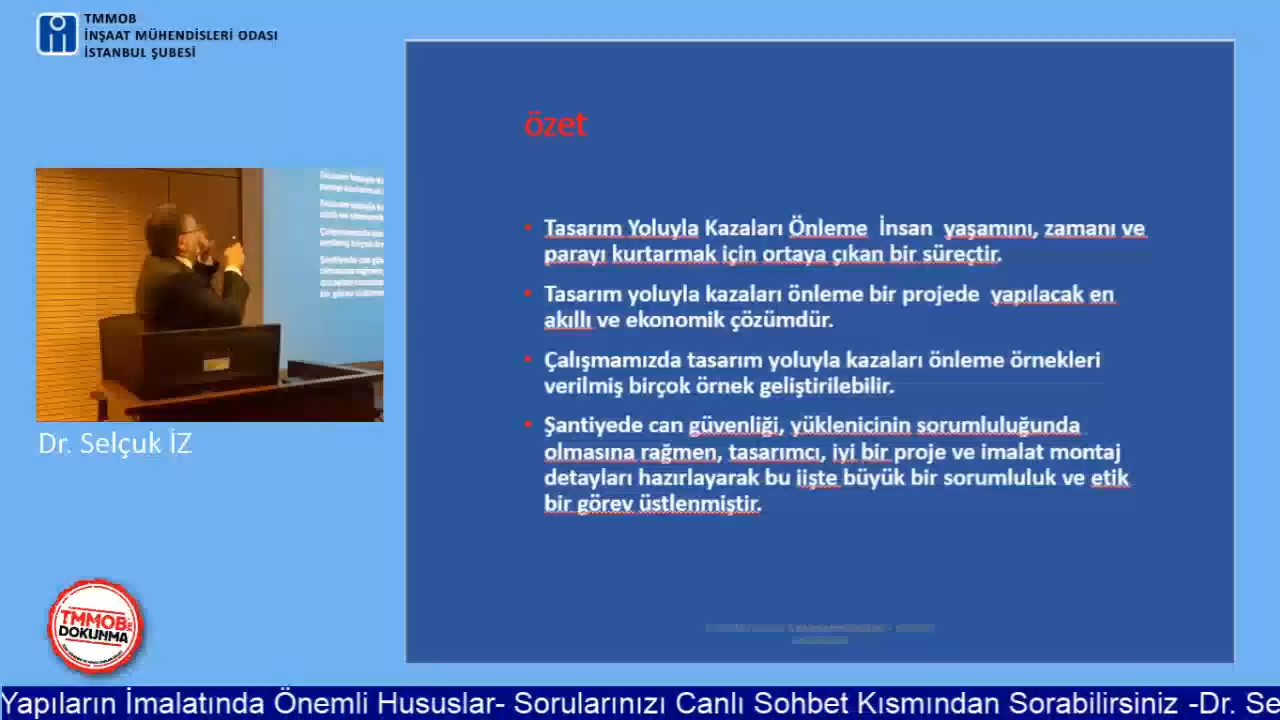 TMMOB
İNŞAAT MÜHENDİSLERİ ODASI
İSTANBUL ŞUBESİ
özet
• Tasarım Yoluyla Kazaları Önleme İnsan yaşamını, zamanı ve
parayı kurtarmak için ortaya çıkan bir süreçtir.
• Tasarım yoluyla kazaları önleme bir projede yapılacak en
akıllı ve ekonomik çözümdür.
• Çalışmamızda tasarım yoluyla kazaları önleme örnekleri
verilmiş birçok örnek geliştirilebilir.
• Şantiyede can güvenliği, yüklenicinin sorumluluğunda
olmasına rağmen, tasarımcı, iyi bir proje ve imalat montaj
detayları hazırlayarak bu iişte büyük bir sorumluluk ve etik
bir görev üstlenmiştir.
Dr. Selçuk İZ
TMMOB'ye
DOKUNMA
Yapıların İmalatında Önemli Hususlar- Sorularınızı Canlı Sohbet Kısmından Sorabilirsiniz -Dr. Se